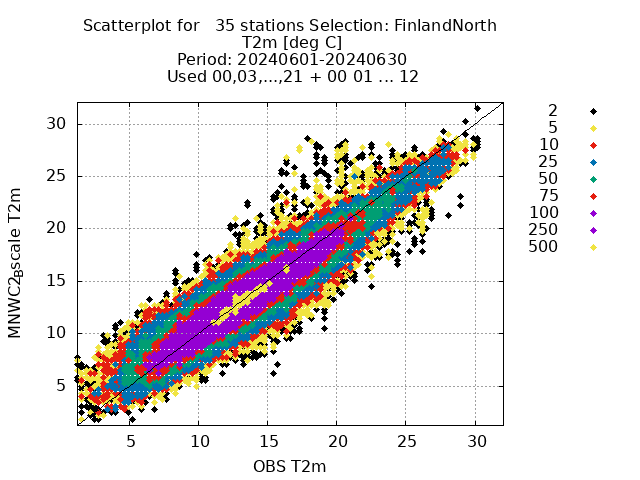 Scatterplot for   35 stations Selection: FinlandNorth
T2m [deg C]
Period: 20240601-20240630
Used 00,03,...,21 + 00 01 ... 12
2
5
10
25
50
75
100
250
500
30
25
20
15
10
5
MNWC2Bscale T2m
5 10 15 20 25 30
OBS T2m